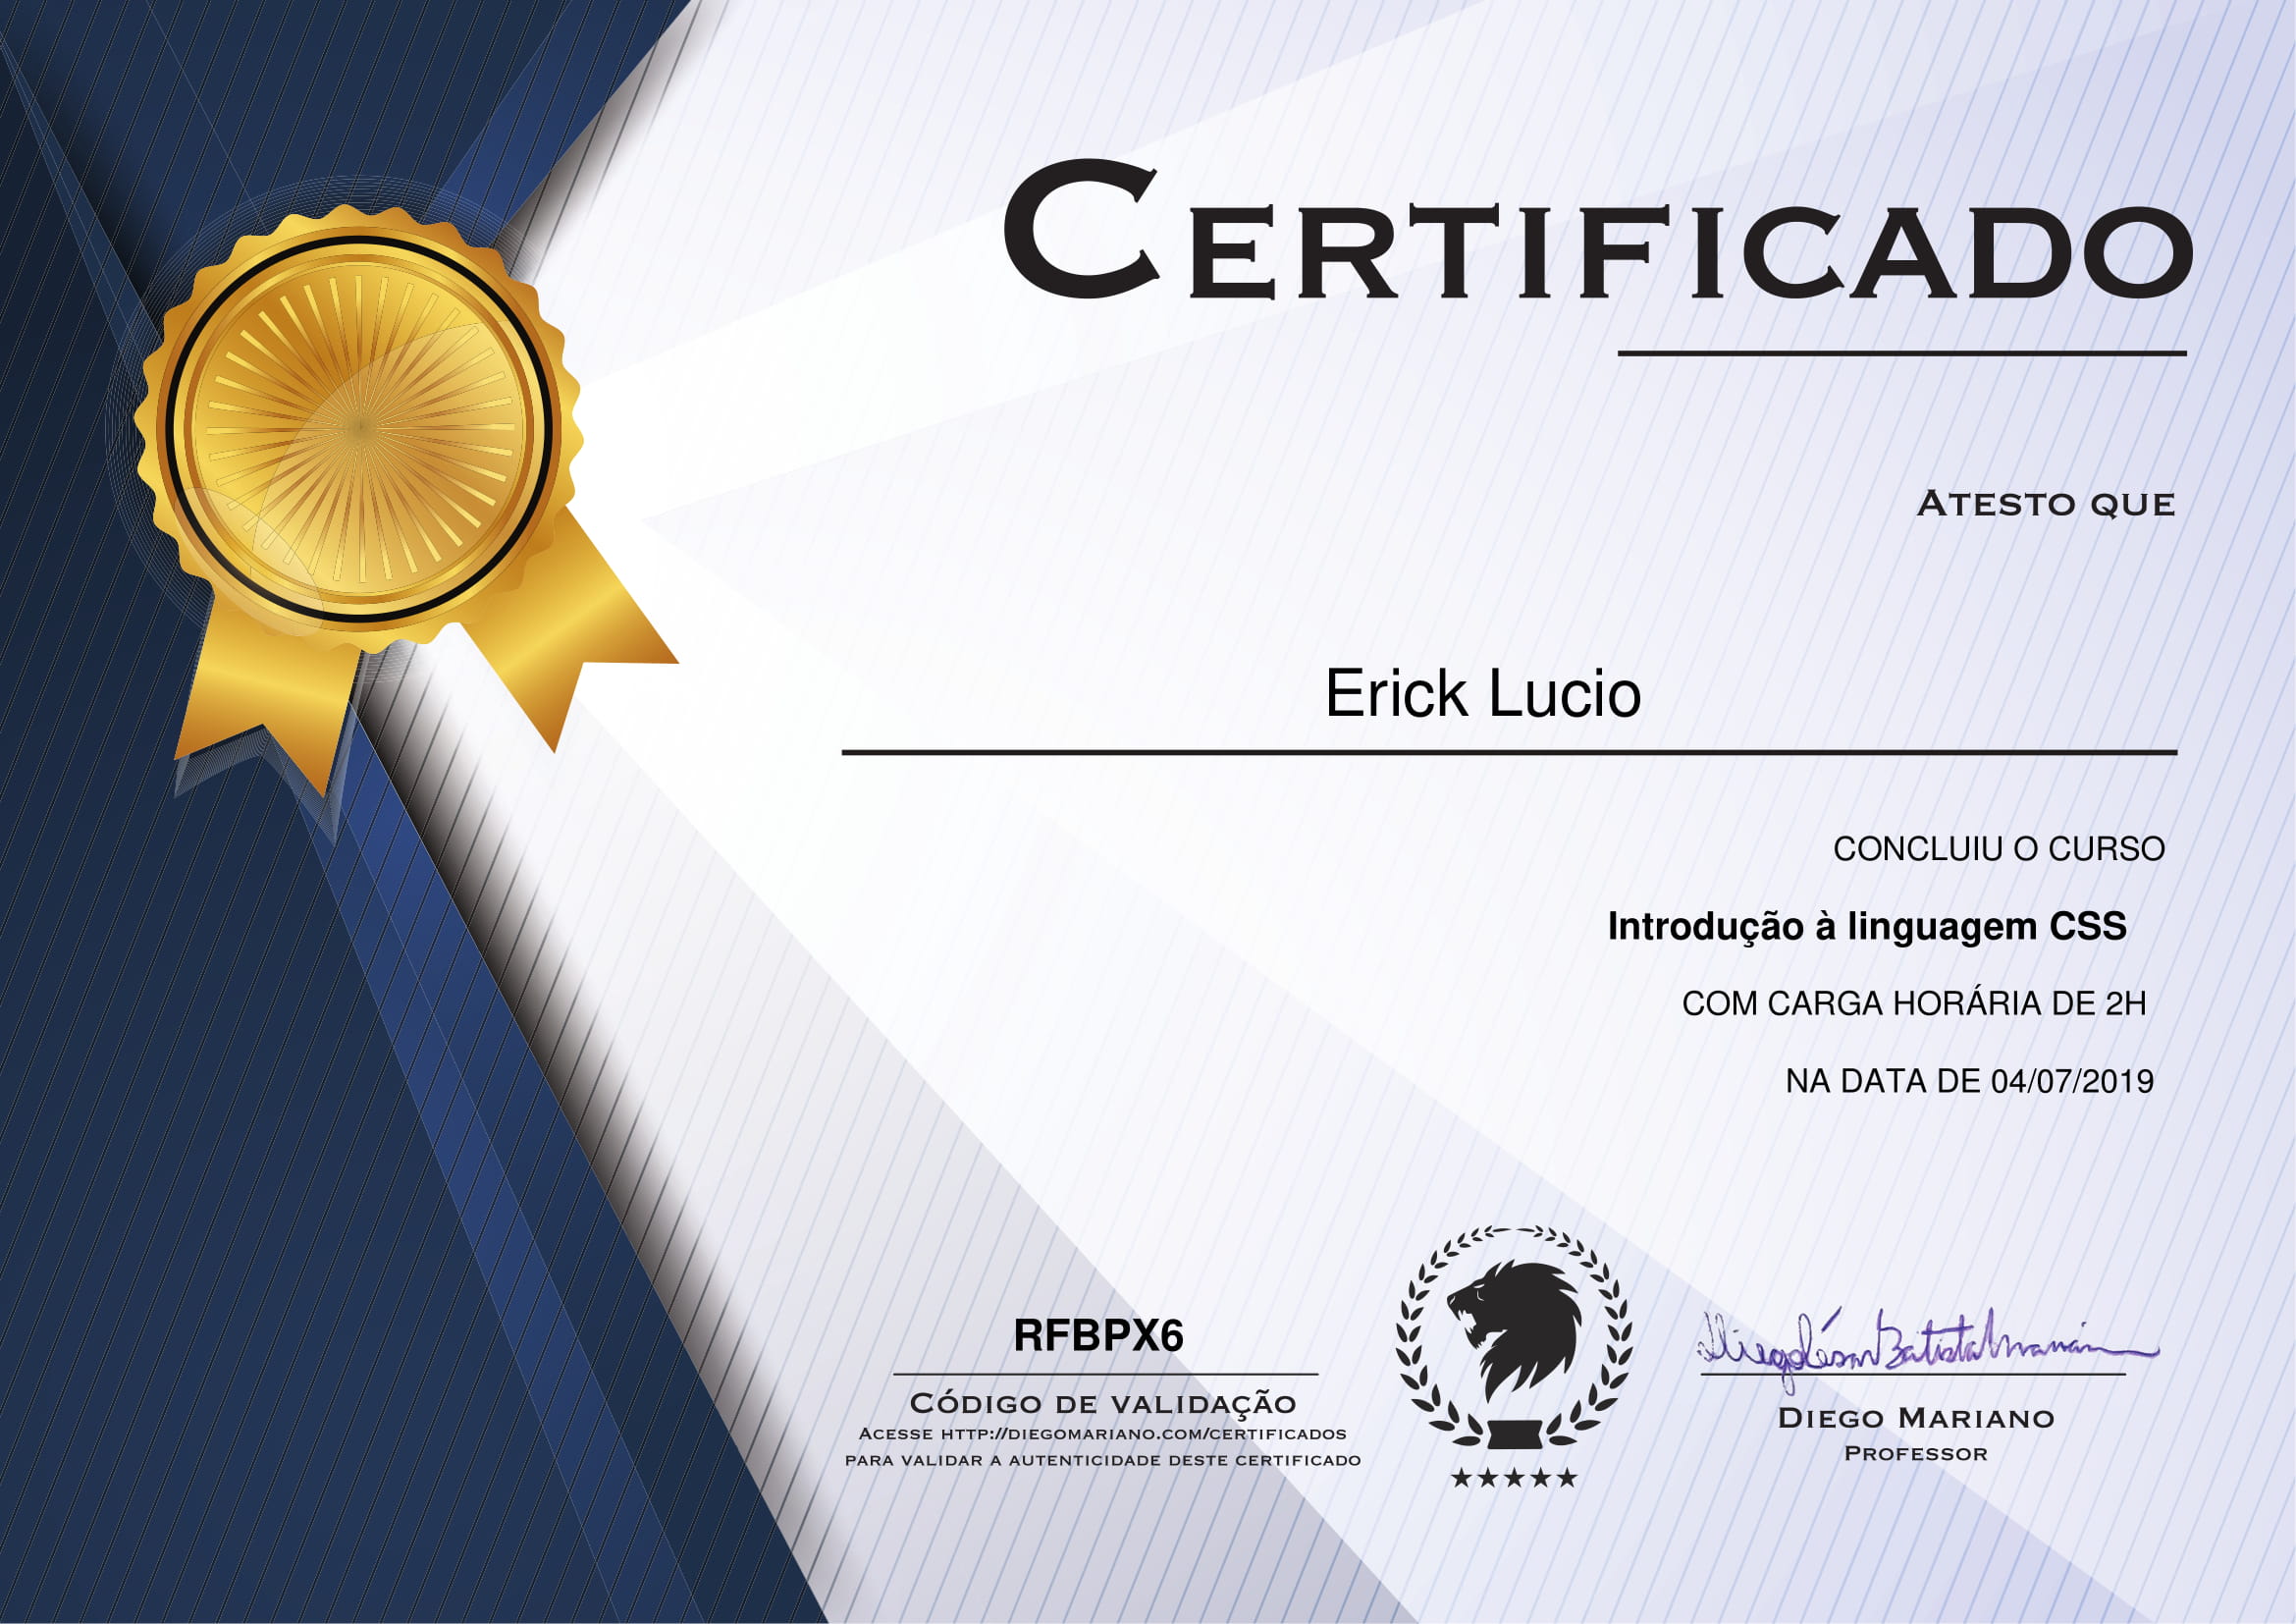 CERTIFICADO
ATESTO QUE
Erick Lucio
CONCLUIU O CURSO
Introdução à linguagem CSS
COM CARGA HORÁRIA DE 2H
NA DATA DE 04/07/2019
RFBPX6
CÓDIGO DE VALIDAÇÃO
ACESSE HTTP://DIEGOMARIANO.COM/CERTIFICADOS
PARA VALIDAR A AUTENTICIDADE DESTE CERTIFICADO
Diego César Batista Mariano
DIEGO MARIANO
PROFESSOR